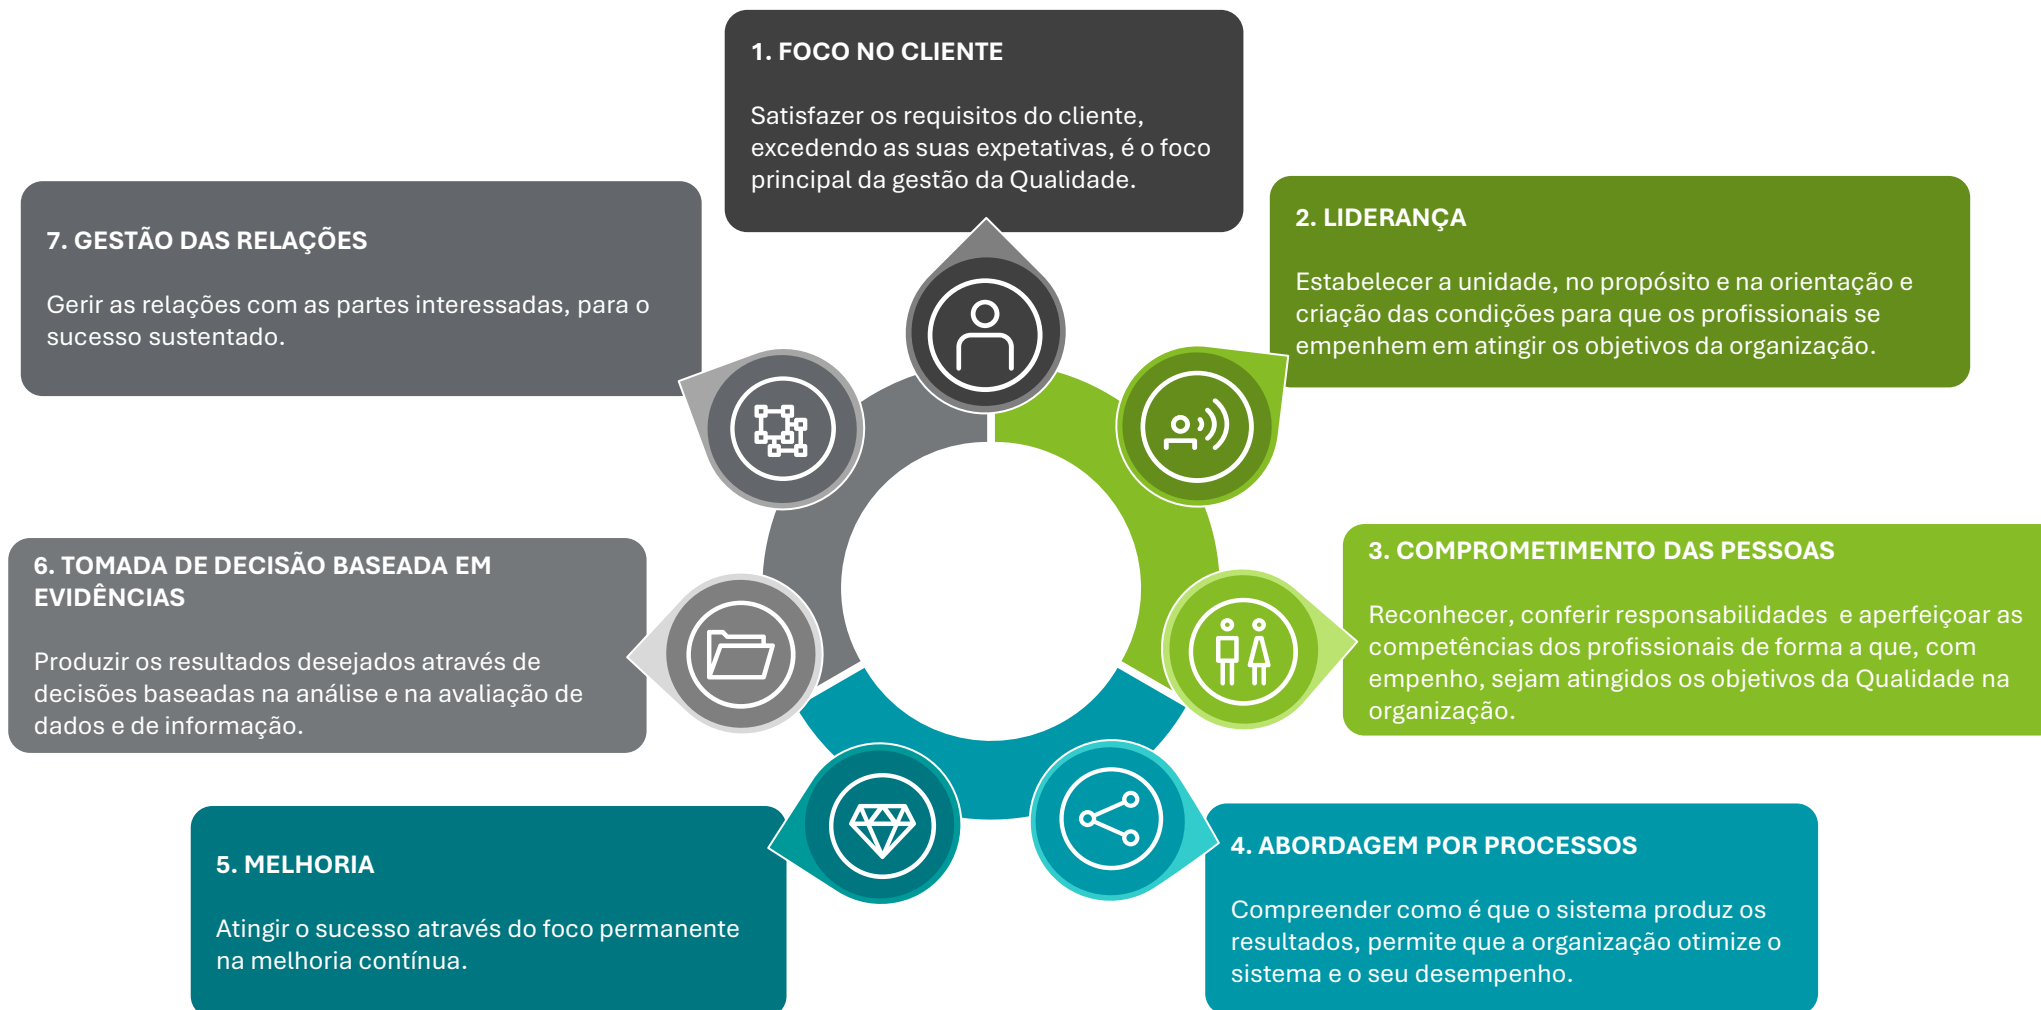 1. FOCO NO CLIENTE
Satisfazer os requisitos do cliente,
excedendo as suas expetativas, é o foco
principal da gestão da Qualidade.
2. LIDERANÇA
Estabelecer a unidade, no propósito e na orientação e
criação das condições para que os profissionais se
empenhem em atingir os objetivos da organização.
3. COMPROMETIMENTO DAS PESSOAS
Reconhecer, conferir responsabilidades  e aperfeiçoar as
competências dos profissionais de forma a que, com
empenho, sejam atingidos os objetivos da Qualidade na
organização.
4. ABORDAGEM POR PROCESSOS
Compreender como é que o sistema produz os
resultados, permite que a organização otimize o
sistema e o seu desempenho.
5. MELHORIA
Atingir o sucesso através do foco permanente
na melhoria contínua.
6. TOMADA DE DECISÃO BASEADA EM
EVIDÊNCIAS
Produzir os resultados desejados através de
decisões baseadas na análise e na avaliação de
dados e de informação.
7. GESTÃO DAS RELAÇÕES
Gerir as relações com as partes interessadas, para o
sucesso sustentado.